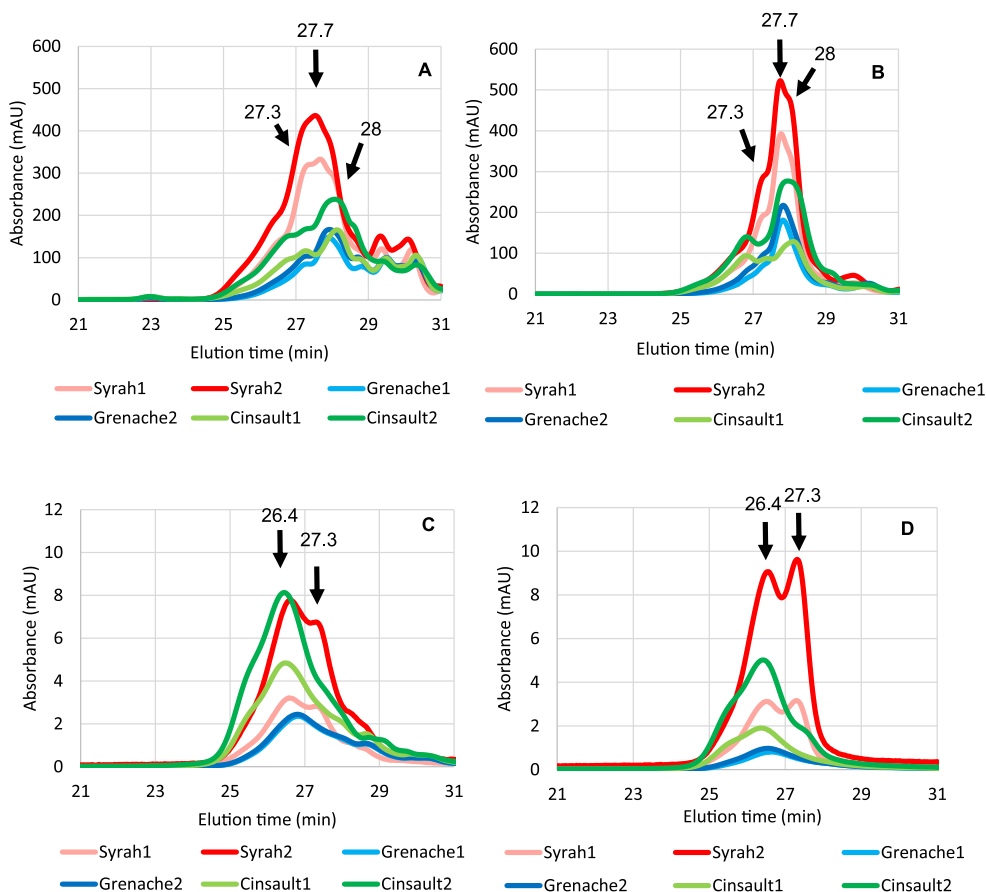 27.7
600
A
500
27.3
28
400
300
200
100
0
21 23 25 27 29 31
Absorbance (mAU)
Elution time (min)
Syrah1 Syrah2 Grenache1
Grenache2 Cinsault1 Cinsault2
27.7
600
B
28
500
27.3
400
300
200
100
0
21 23 25 27 29 31
Absorbance (mAU)
Elution time (min)
Syrah1 Syrah2 Grenache1
Grenache2 Cinsault1 Cinsault2
12
26.4
C
27.3
10
8
6
4
2
0
21 23 25 27 29 31
Absorbance (mAU)
Elution time (min)
Syrah1 Syrah2 Grenache1
Grenache2 Cinsault1 Cinsault2
12
26.4
27.3
D
10
8
6
4
2
0
21 23 25 27 29 31
Absorbance (mAU)
Elution time (min)
Syrah1 Syrah2 Grenache1
Grenache2 Cinsault1 Cinsault2